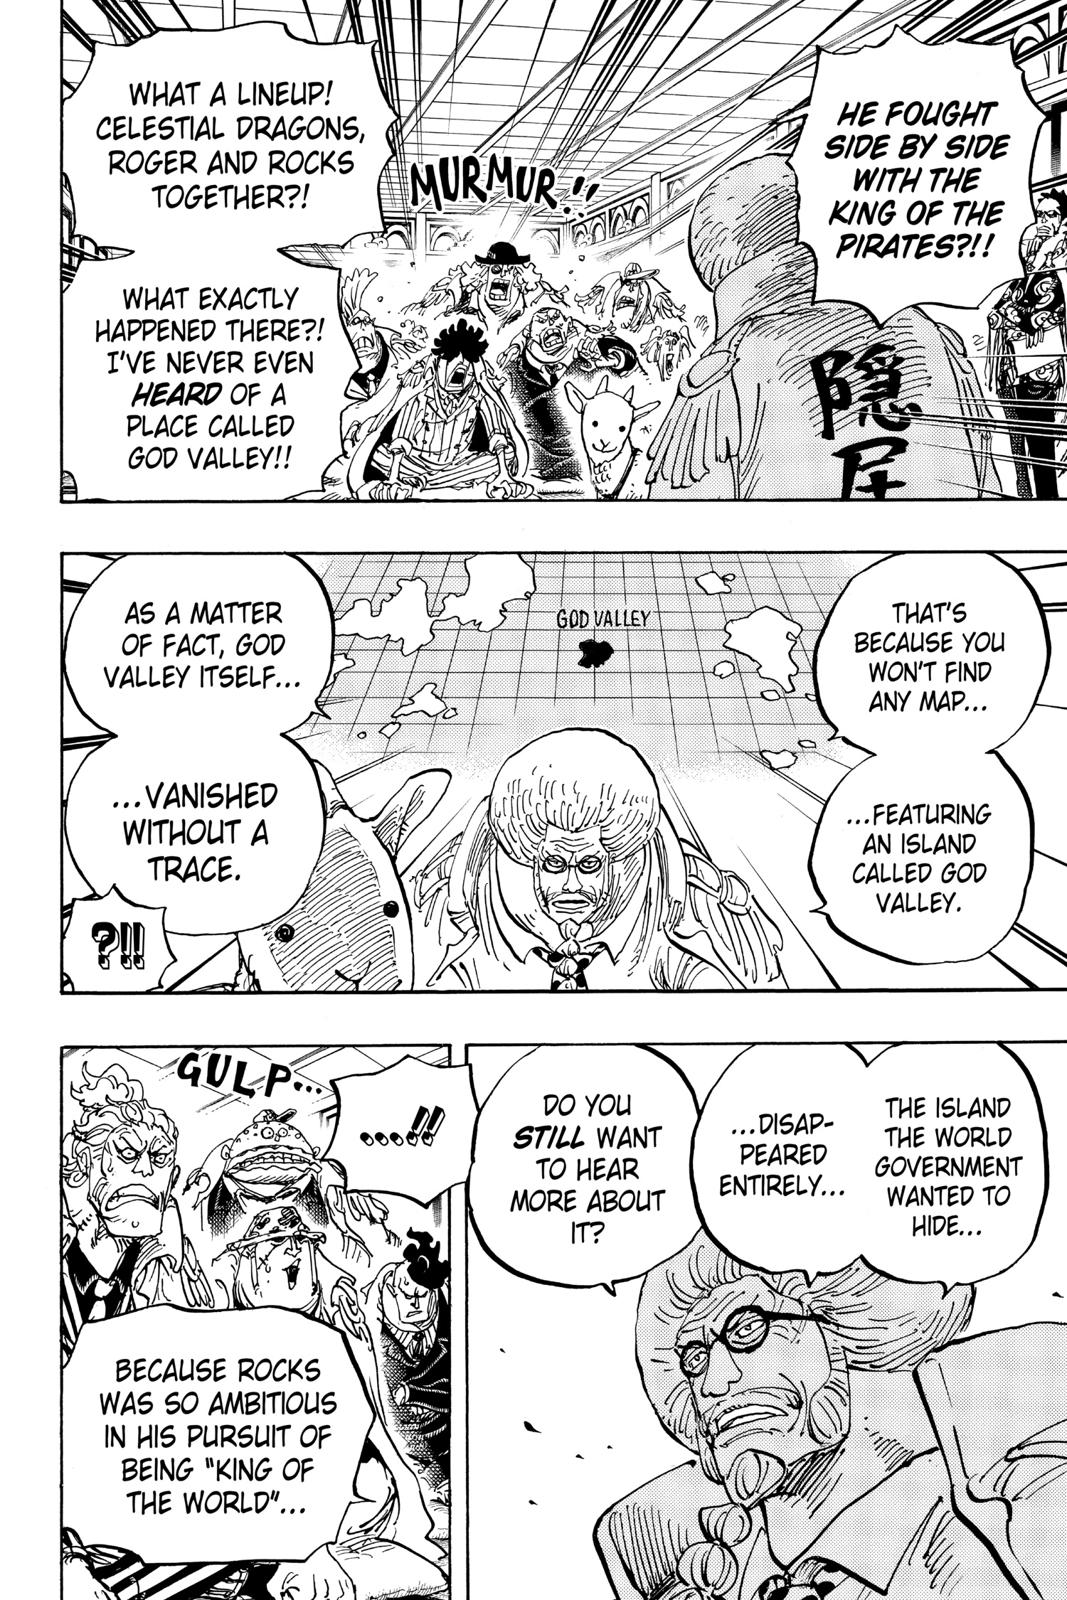 HE FOUGHT
SIDE BY SIDE
WITH THE
KING OF THE
PIRATES?!!
MURMUR!!
WHAT A LINEUP!
CELESTIAL DRAGONS,
ROGER AND ROCKS
TOGETHER?!
WHAT EXACTLY
HAPPENED THERE?!
I'VE NEVER EVEN
HEARD OF A
PLACE CALLED
GOD VALLEY!!
隠
居
THAT'S
BECAUSE YOU
WON'T FIND
ANY MAP...
...FEATURING
AN ISLAND
CALLED GOD
VALLEY.
GOD VALLEY
AS A MATTER
OF FACT, GOD
VALLEY ITSELF...
...VANISHED
WITHOUT A
TRACE.
?!!
THE ISLAND
THE WORLD
GOVERNMENT
WANTED TO
HIDE...
...DISAP-
PEARED
ENTIRELY...
DO YOU
STILL WANT
TO HEAR
MORE ABOUT
IT?
....!!
GULP...
BECAUSE ROCKS
WAS SO AMBITIOUS
IN HIS PURSUIT OF
BEING "KING OF
THE WORLD"...